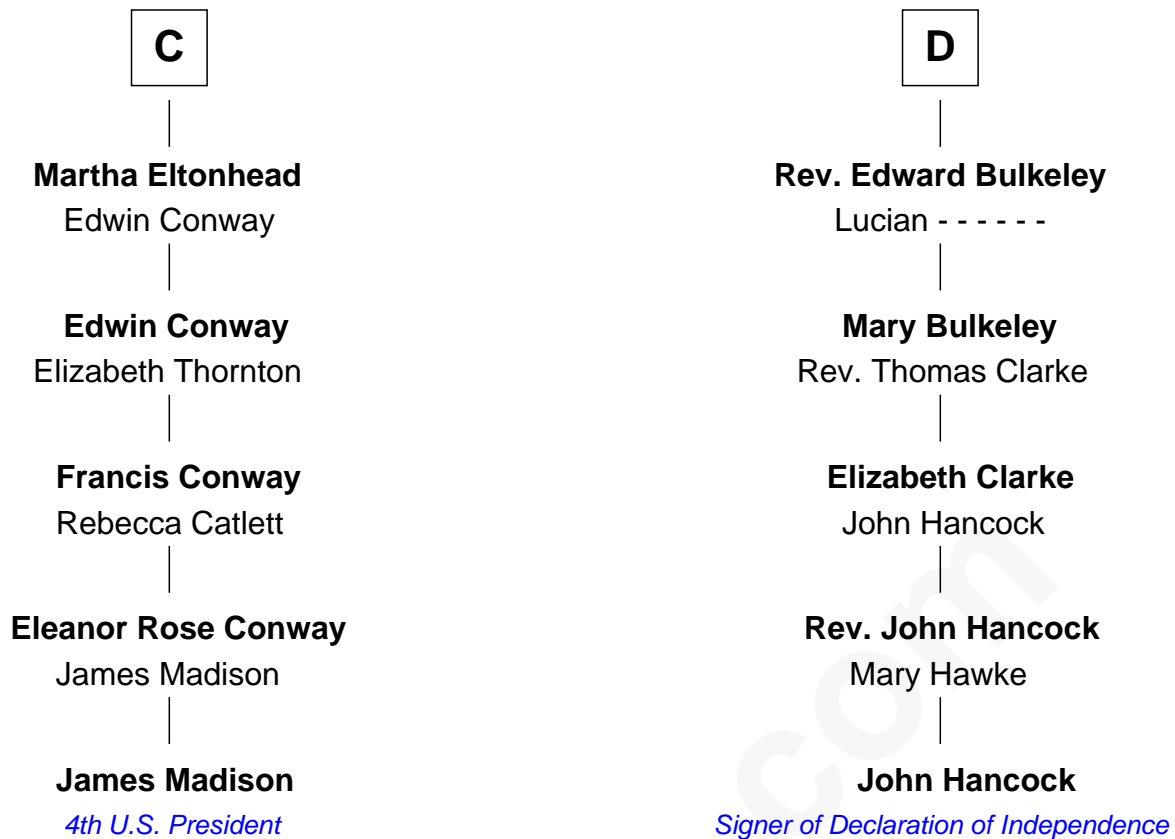 C
D
Martha Eltonhead
Rev. Edward Bulkeley
Edwin Conway
Lucian - - - - - -
Edwin Conway
Mary Bulkeley
Elizabeth Thornton
Rev. Thomas Clarke
Francis Conway
Elizabeth Clarke
Rebecca Catlett
John Hancock
Eleanor Rose Conway
Rev. John Hancock
James Madison
Mary Hawke
James Madison
John Hancock
4th U.S. President
Signer of Declaration of Independence
com